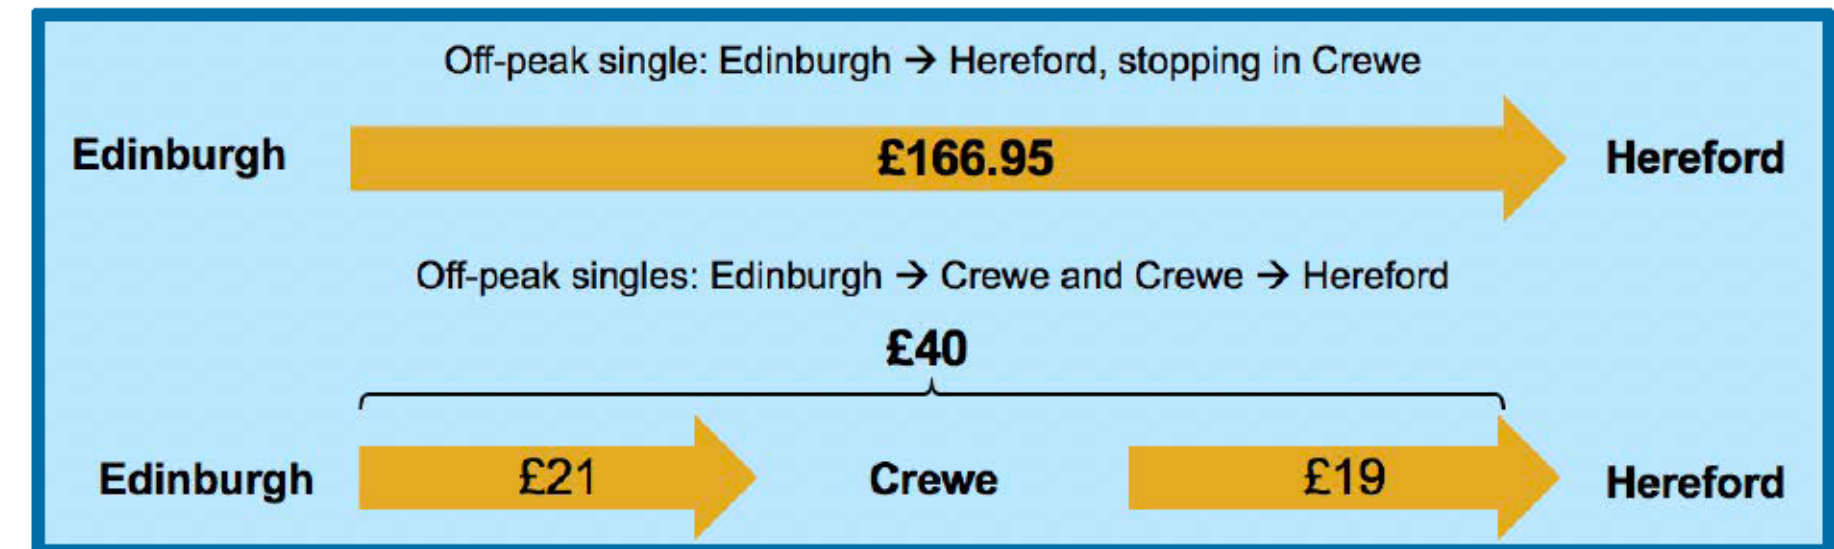 Off-peak single: Edinburgh → Hereford, stopping in Crewe
Edinburgh £166.95 Hereford
Off-peak singles: Edinburgh → Crewe and Crewe → Hereford
£40
Edinburgh £21 Crewe £19 Hereford